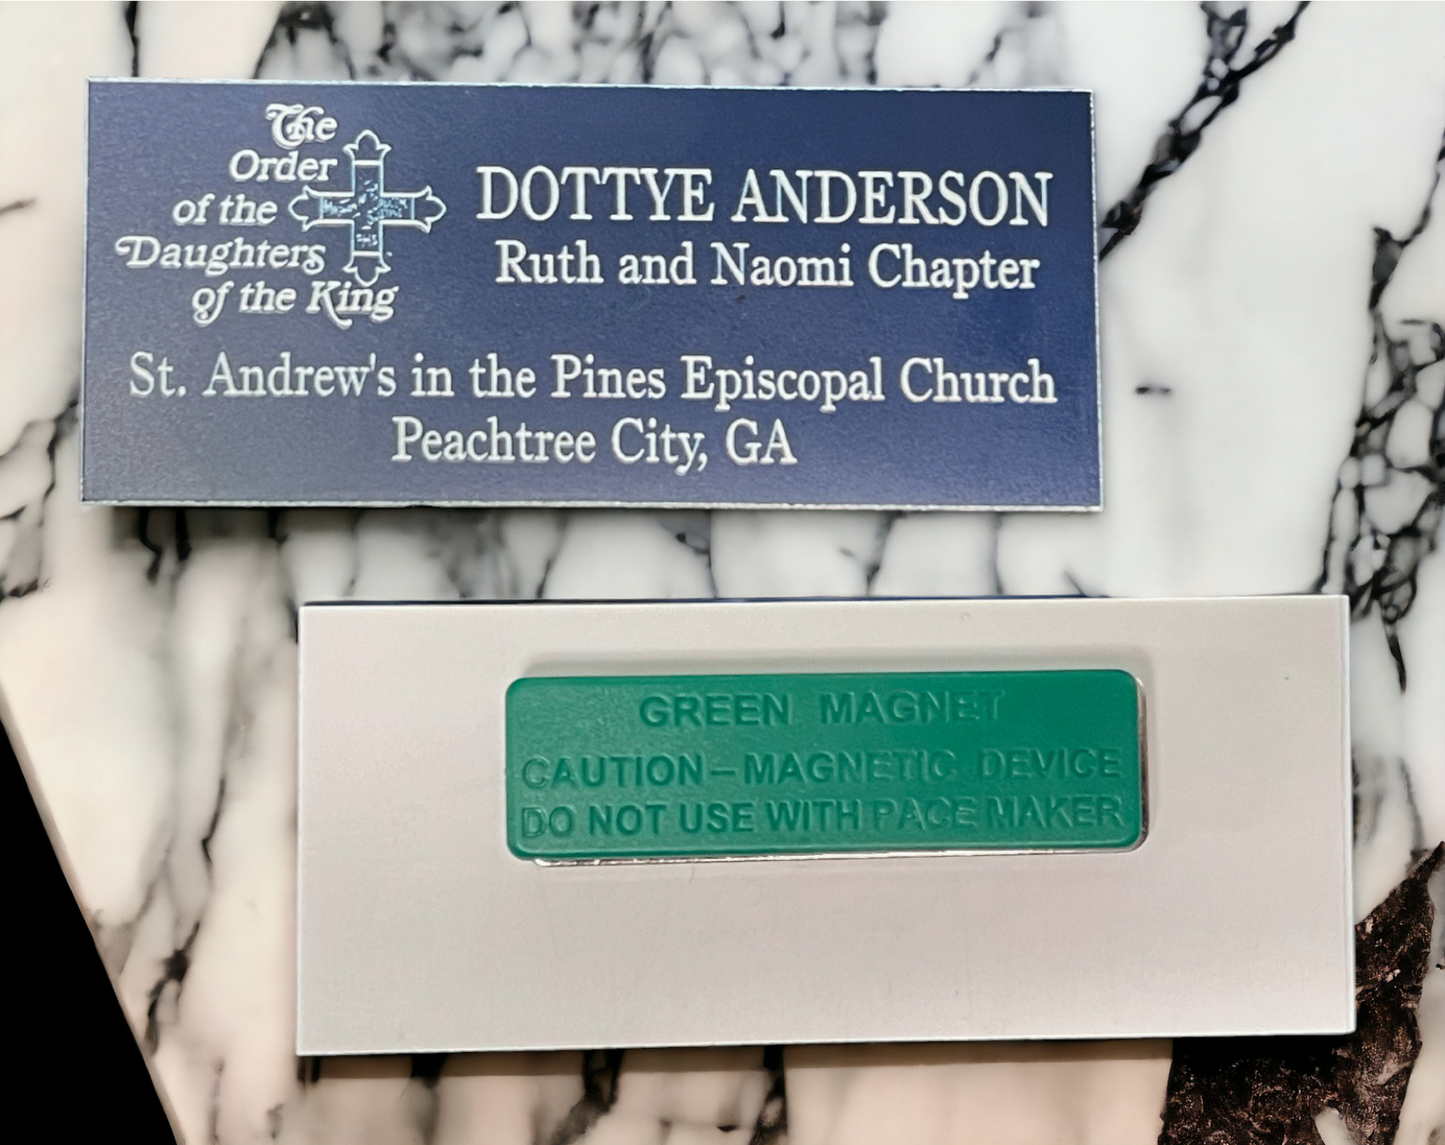 The
Order
of the
Daughters
of the King
DOTTYE ANDERSON
Ruth and Naomi Chapter
St. Andrew's in the Pines Episcopal Church
Peachtree City, GA
GREEN MAGNET
CAUTION – MAGNETIC DEVICE
DO NOT USE WITH PACE MAKER